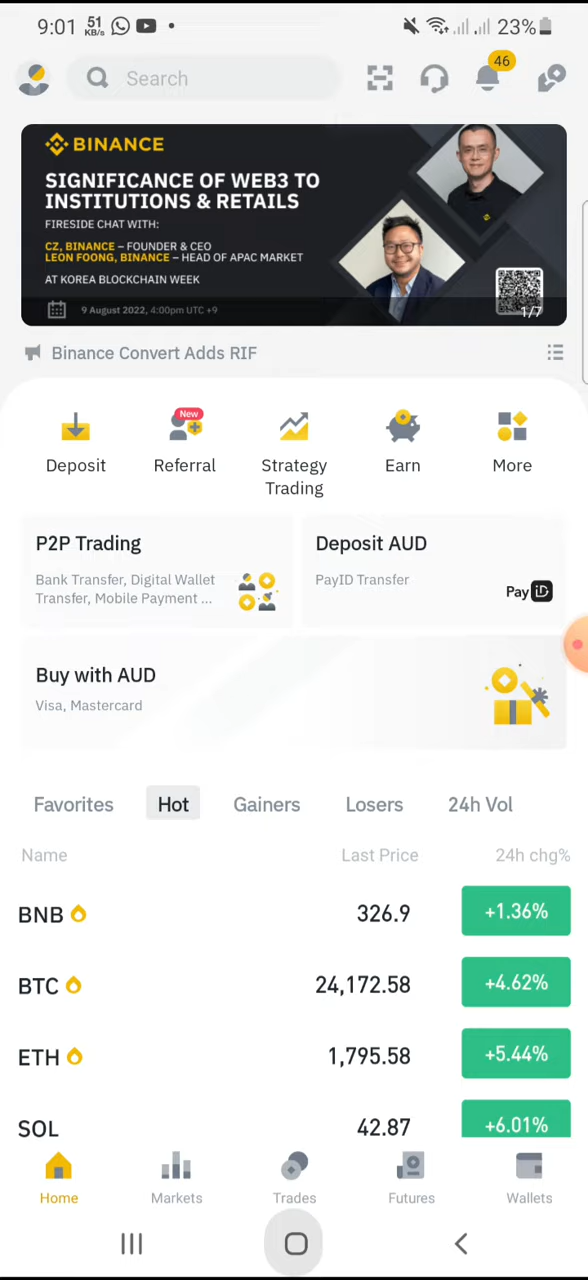 9:01 51 KB/s 23%
Search
46
BINANCE
SIGNIFICANCE OF WEB3 TO
INSTITUTIONS & RETAILS
FIRESIDE CHAT WITH:
CZ, BINANCE – FOUNDER & CEO
LEON FOONG, BINANCE – HEAD OF APAC MARKET
AT KOREA BLOCKCHAIN WEEK
9 August 2022, 4:00pm UTC +9
1/7
Binance Convert Adds RIF
New
Deposit Referral Strategy Trading Earn More
P2P Trading
Bank Transfer, Digital Wallet
Transfer, Mobile Payment ...
Deposit AUD
PayID Transfer
Pay iD
Buy with AUD
Visa, Mastercard
Favorites Hot Gainers Losers 24h Vol
Name Last Price 24h chg%
BNB 326.9 +1.36%
BTC 24,172.58 +4.62%
ETH 1,795.58 +5.44%
SOL 42.87 +6.01%
Home Markets Trades Futures Wallets